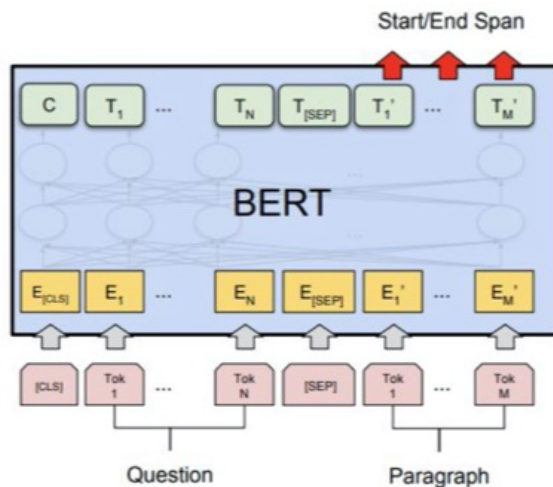 Start/End Span
C T1 ... TN T[SEP] T1' ... TM'
...
BERT
...
E[CLS] E1 ... EN E[SEP] E1' ... EM'
[CLS] Tok 1 ... Tok N [SEP] Tok 1 ... Tok M
Question Paragraph